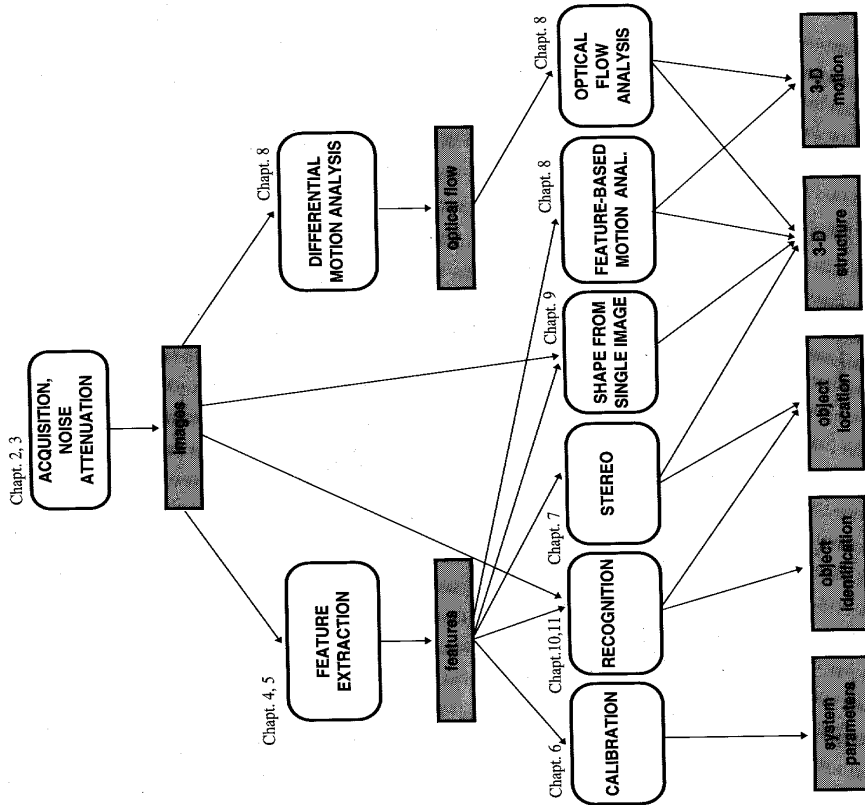 Chapt. 2, 3
ACQUISITION,
NOISE
ATTENUATION
images
Chapt. 4, 5
FEATURE
EXTRACTION
Chapt. 8
DIFFERENTIAL
MOTION ANALYSIS
features
optical flow
Chapt. 6
CALIBRATION
Chapt.10,11
RECOGNITION
Chapt. 7
STEREO
Chapt. 9
SHAPE FROM
SINGLE IMAGE
Chapt. 8
FEATURE-BASED
MOTION ANAL.
Chapt. 8
OPTICAL
FLOW
ANALYSIS
system
parameters
object
identification
object
location
3-D
structure
3-D
motion